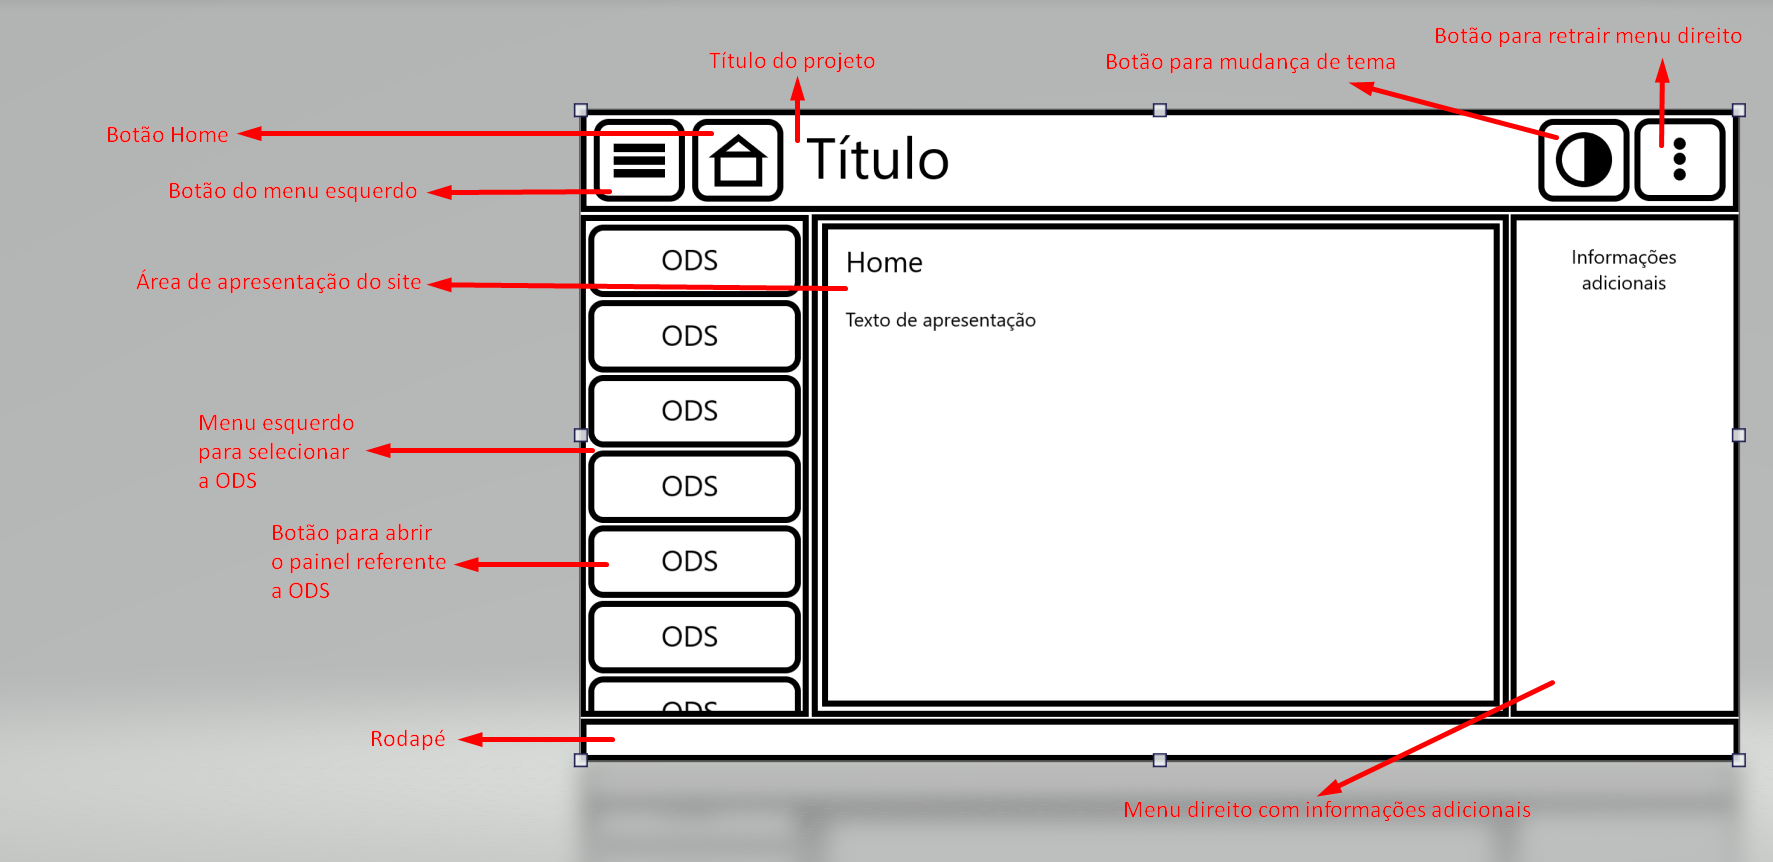 Botão para retrair menu direito
Título do projeto
Botão para mudança de tema
Botão Home
Título
Botão do menu esquerdo
ODS
Home
Informações
adicionais
Área de apresentação do site
Texto de apresentação
ODS
ODS
Menu esquerdo
para selecionar
a ODS
ODS
Botão para abrir
o painel referente
a ODS
ODS
ODS
ODS
Rodapé
Menu direito com informações adicionais